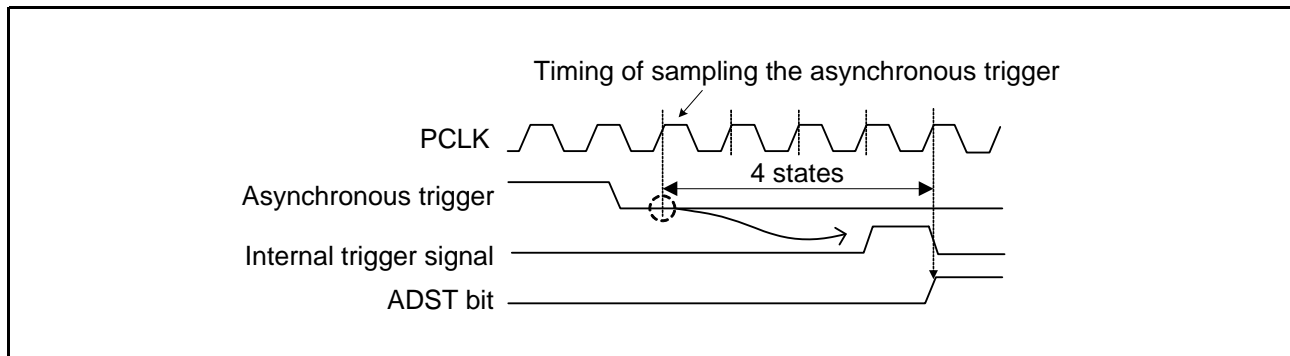 Timing of sampling the asynchronous trigger
PCLK
4 states
Asynchronous trigger
Internal trigger signal
ADST bit